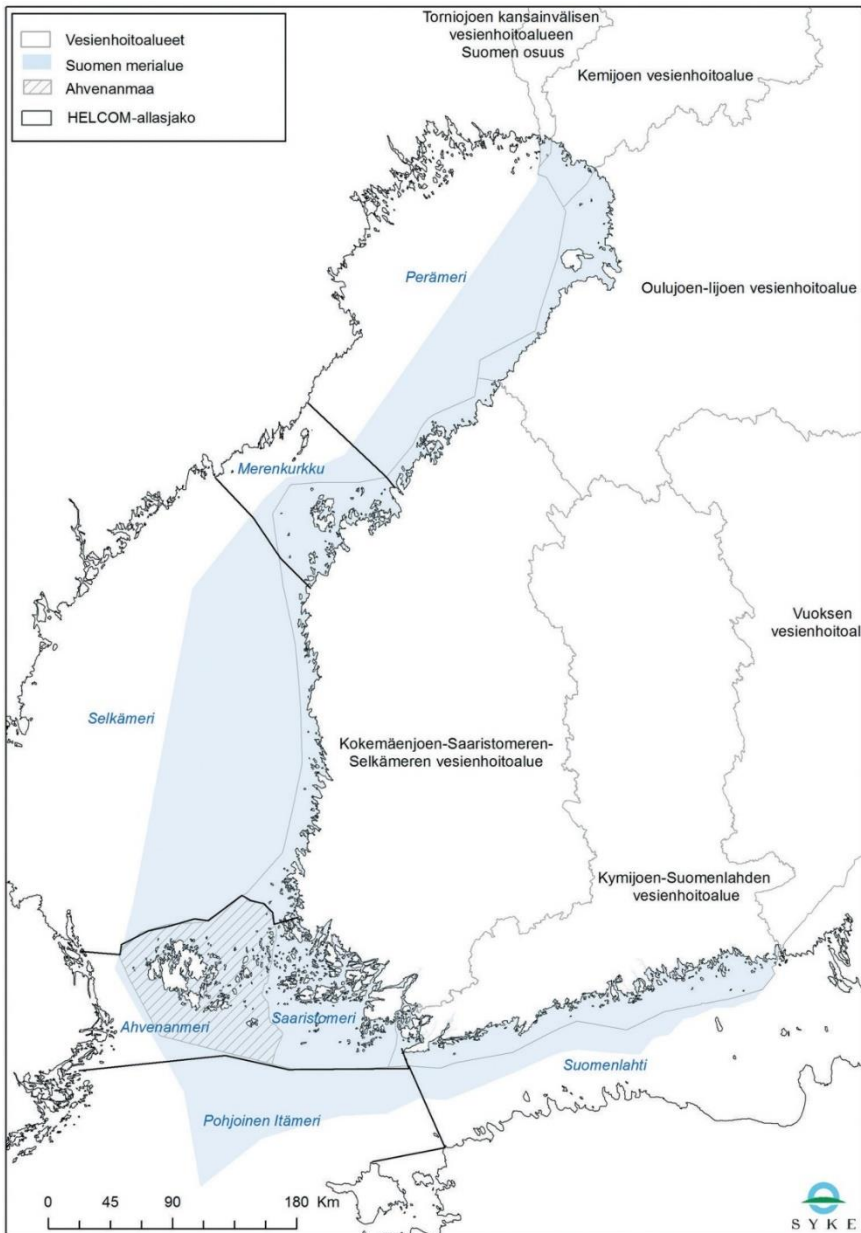 Vesienhoitoalueet
Suomen merialue
Ahvenanmaa
HELCOM-allasjako
Torniojoen kansainvälisen
vesienhoitoalueen
Suomen osuus
Kemijoen vesienhoitoalue
Perämeri
Oulujoen-Iijoen vesienhoitoalue
Merenkurkku
Vuoksen
vesienhoitoal
Selkämeri
Kokemäenjoen-Saaristomeren-
Selkämeren vesienhoitoalue
Kymijoen-Suomenlahden
vesienhoitoalue
Ahvenanmeri
Saaristomeri
Suomenlahti
Pohjoinen Itämeri
0 45 90 180 Km
SYKE